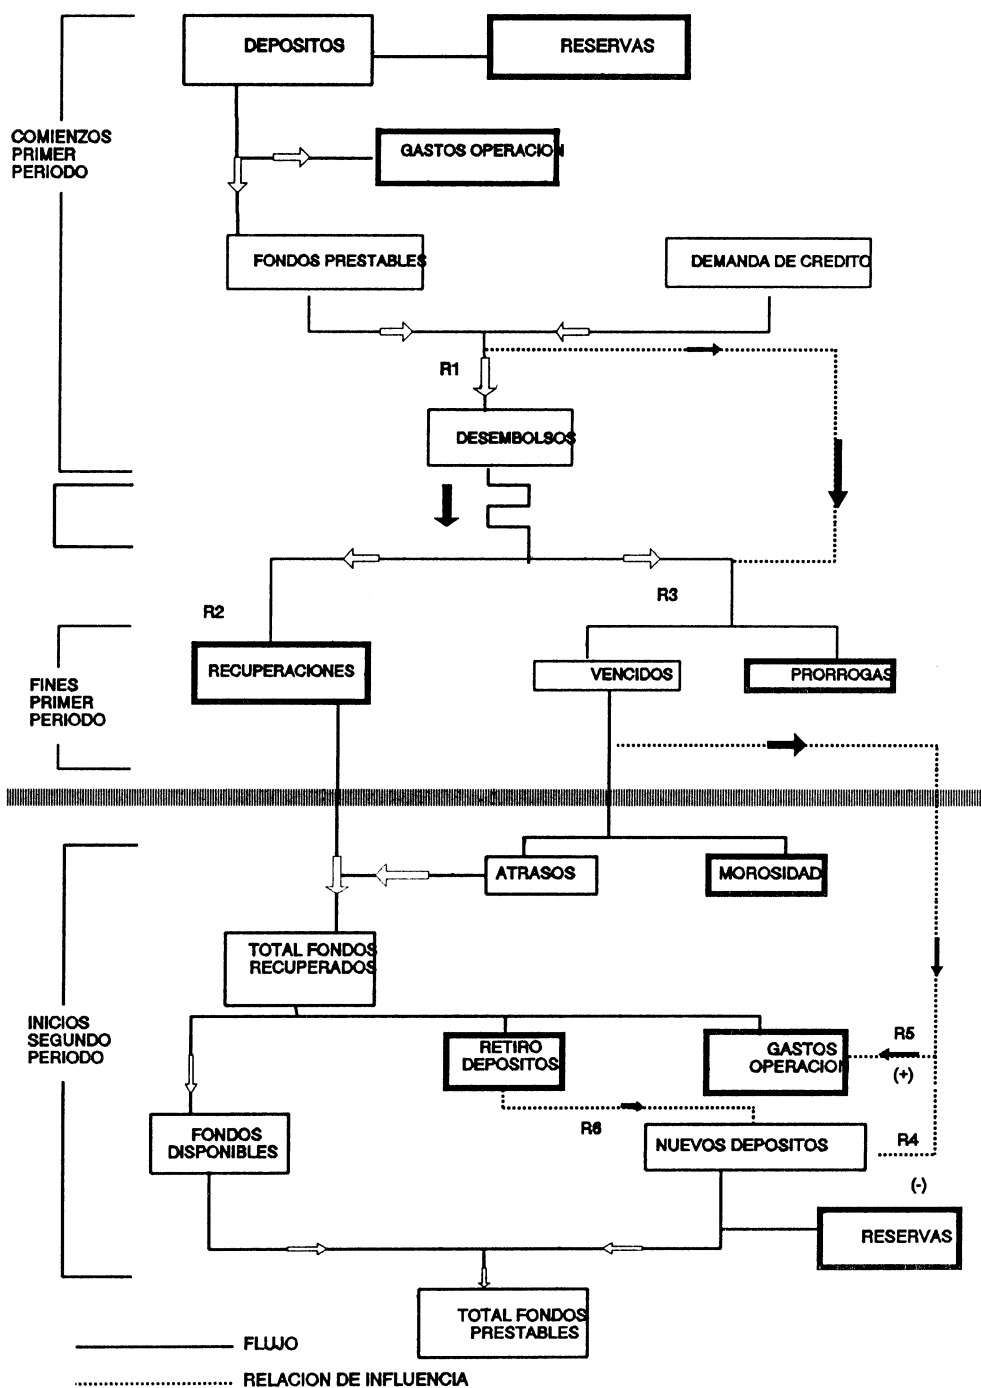 DEPOSITOS
RESERVAS
COMIENZOS
PRIMER
PERIODO
GASTOS OPERACION
FONDOS PRESTABLES
DEMANDA DE CREDITO
R1
DESEMBOLSOS
R2
R3
RECUPERACIONES
VENCIDOS
PRORROGAS
FINES
PRIMER
PERIODO
ATRASOS
MOROSIDAD
TOTAL FONDOS
RECUPERADOS
INICIOS
SEGUNDO
PERIODO
RETIRO
DEPOSITOS
GASTOS
OPERACION
R5
(+)
R6
FONDOS
DISPONIBLES
NUEVOS DEPOSITOS
R4
(-)
RESERVAS
TOTAL FONDOS
PRESTABLES
FLUJO
RELACION DE INFLUENCIA